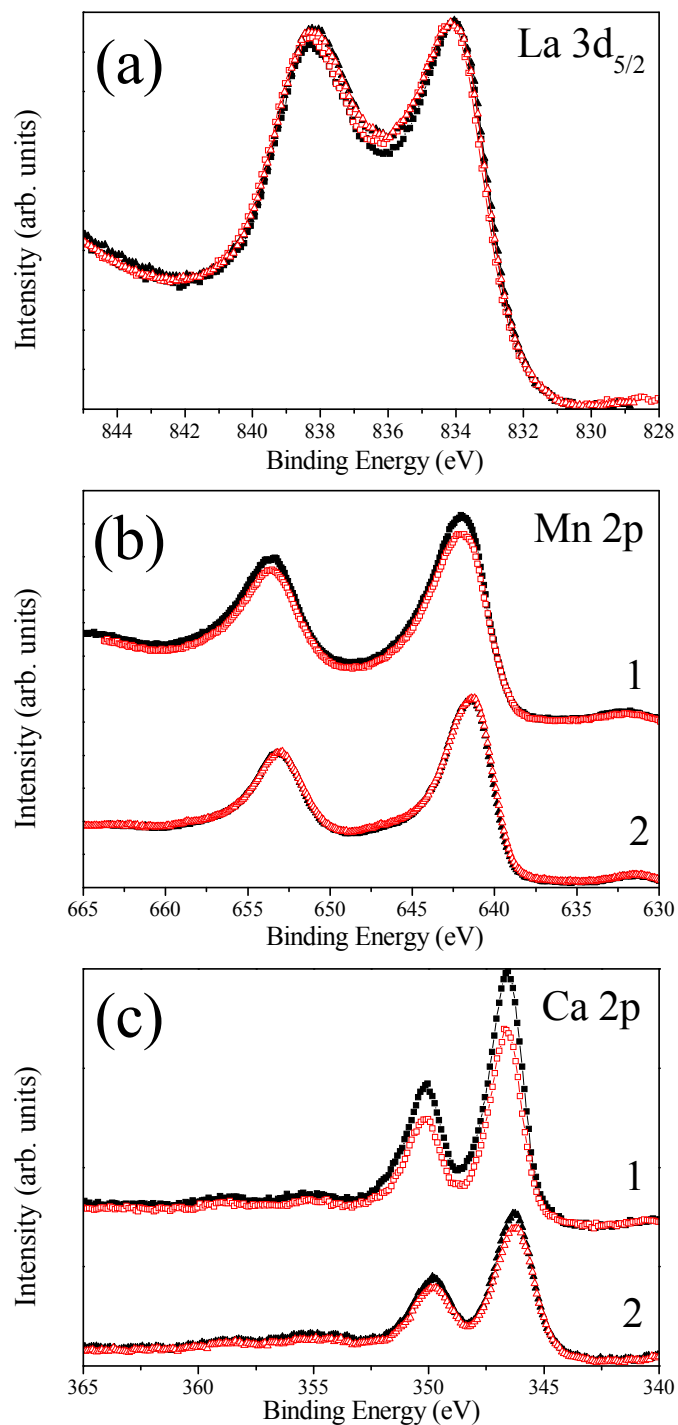 (a)
La 3d5/2
Intensity (arb. units)
844 842 840 838 836 834 832 830 828
Binding Energy (eV)
(b)
Mn 2p
Intensity (arb. units)
1
2
665 660 655 650 645 640 635 630
Binding Energy (eV)
(c)
Ca 2p
Intensity (arb. units)
1
2
365 360 355 350 345 340
Binding Energy (eV)